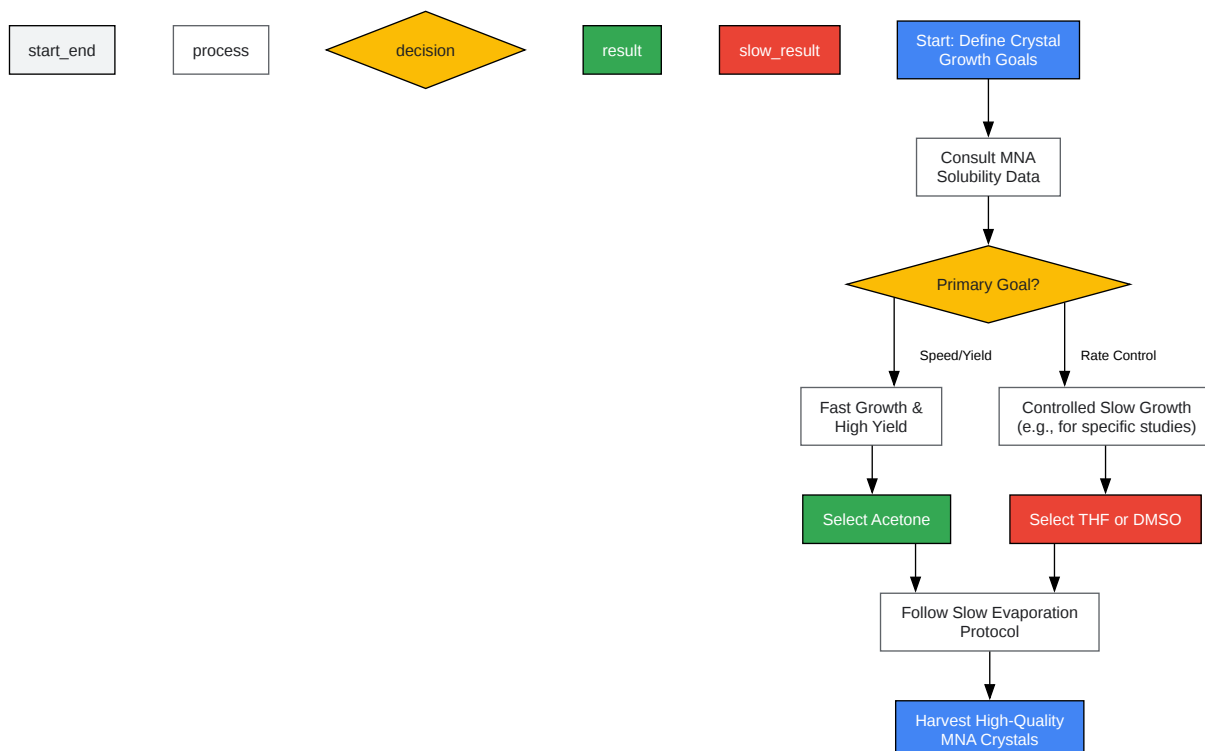 start_end
process
decision
result
slow_result
Start: Define Crystal
Growth Goals
Consult MNA
Solubility Data
Primary Goal?
Speed/Yield
Rate Control
Fast Growth &
High Yield
Controlled Slow Growth
(e.g., for specific studies)
Select Acetone
Select THF or DMSO
Follow Slow Evaporation
Protocol
Harvest High-Quality
MNA Crystals